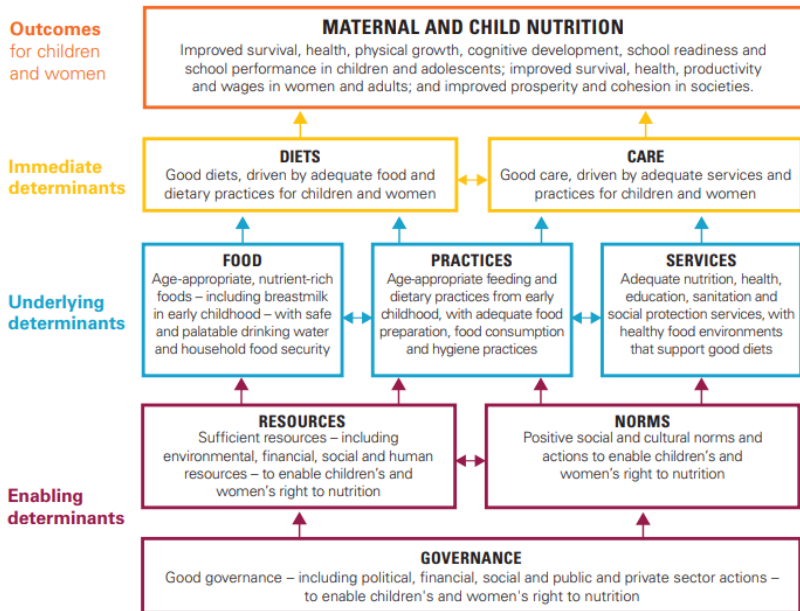 Outcomes
for children
and women
MATERNAL AND CHILD NUTRITION
Improved survival, health, physical growth, cognitive development, school readiness and
school performance in children and adolescents; improved survival, health, productivity
and wages in women and adults; and improved prosperity and cohesion in societies.
Immediate
determinants
DIETS
Good diets, driven by adequate food and
dietary practices for children and women
CARE
Good care, driven by adequate services and
practices for children and women
Underlying
determinants
FOOD
Age-appropriate, nutrient-rich
foods – including breastmilk
in early childhood – with safe
and palatable drinking water
and household food security
PRACTICES
Age-appropriate feeding and
dietary practices from early
childhood, with adequate food
preparation, food consumption
and hygiene practices
SERVICES
Adequate nutrition, health,
education, sanitation and
social protection services, with
healthy food environments
that support good diets
Enabling
determinants
RESOURCES
Sufficient resources – including
environmental, financial, social and human
resources – to enable children's and
women's right to nutrition
NORMS
Positive social and cultural norms and
actions to enable children's and
women's right to nutrition
GOVERNANCE
Good governance – including political, financial, social and public and private sector actions –
to enable children's and women's right to nutrition